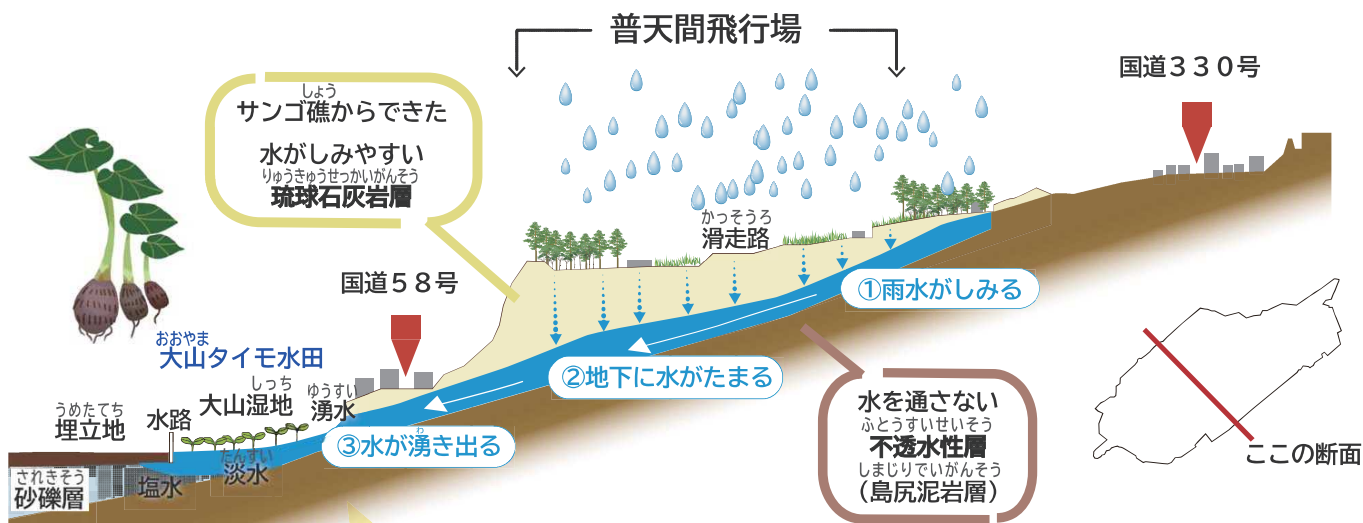 普天間飛行場
国道３３０号
しょう
サンゴ礁からできた
水がしみやすい
りゅうきゅうせっかいがんそう
琉球石灰岩層
かっそうろ
滑走路
国道５８号
①雨水がしみる
おおやま
大山タイモ水田
②地下に水がたまる
しっち
大山湿地
ゆうすい
湧水
うめたてち
埋立地
水路
わ
③水が湧き出る
水を通さない
ふとうすいせいそう
不透水性層
しまじりでいがんそう
（島尻泥岩層）
ここの断面
されきそう
砂礫層
塩水
たんすい
淡水